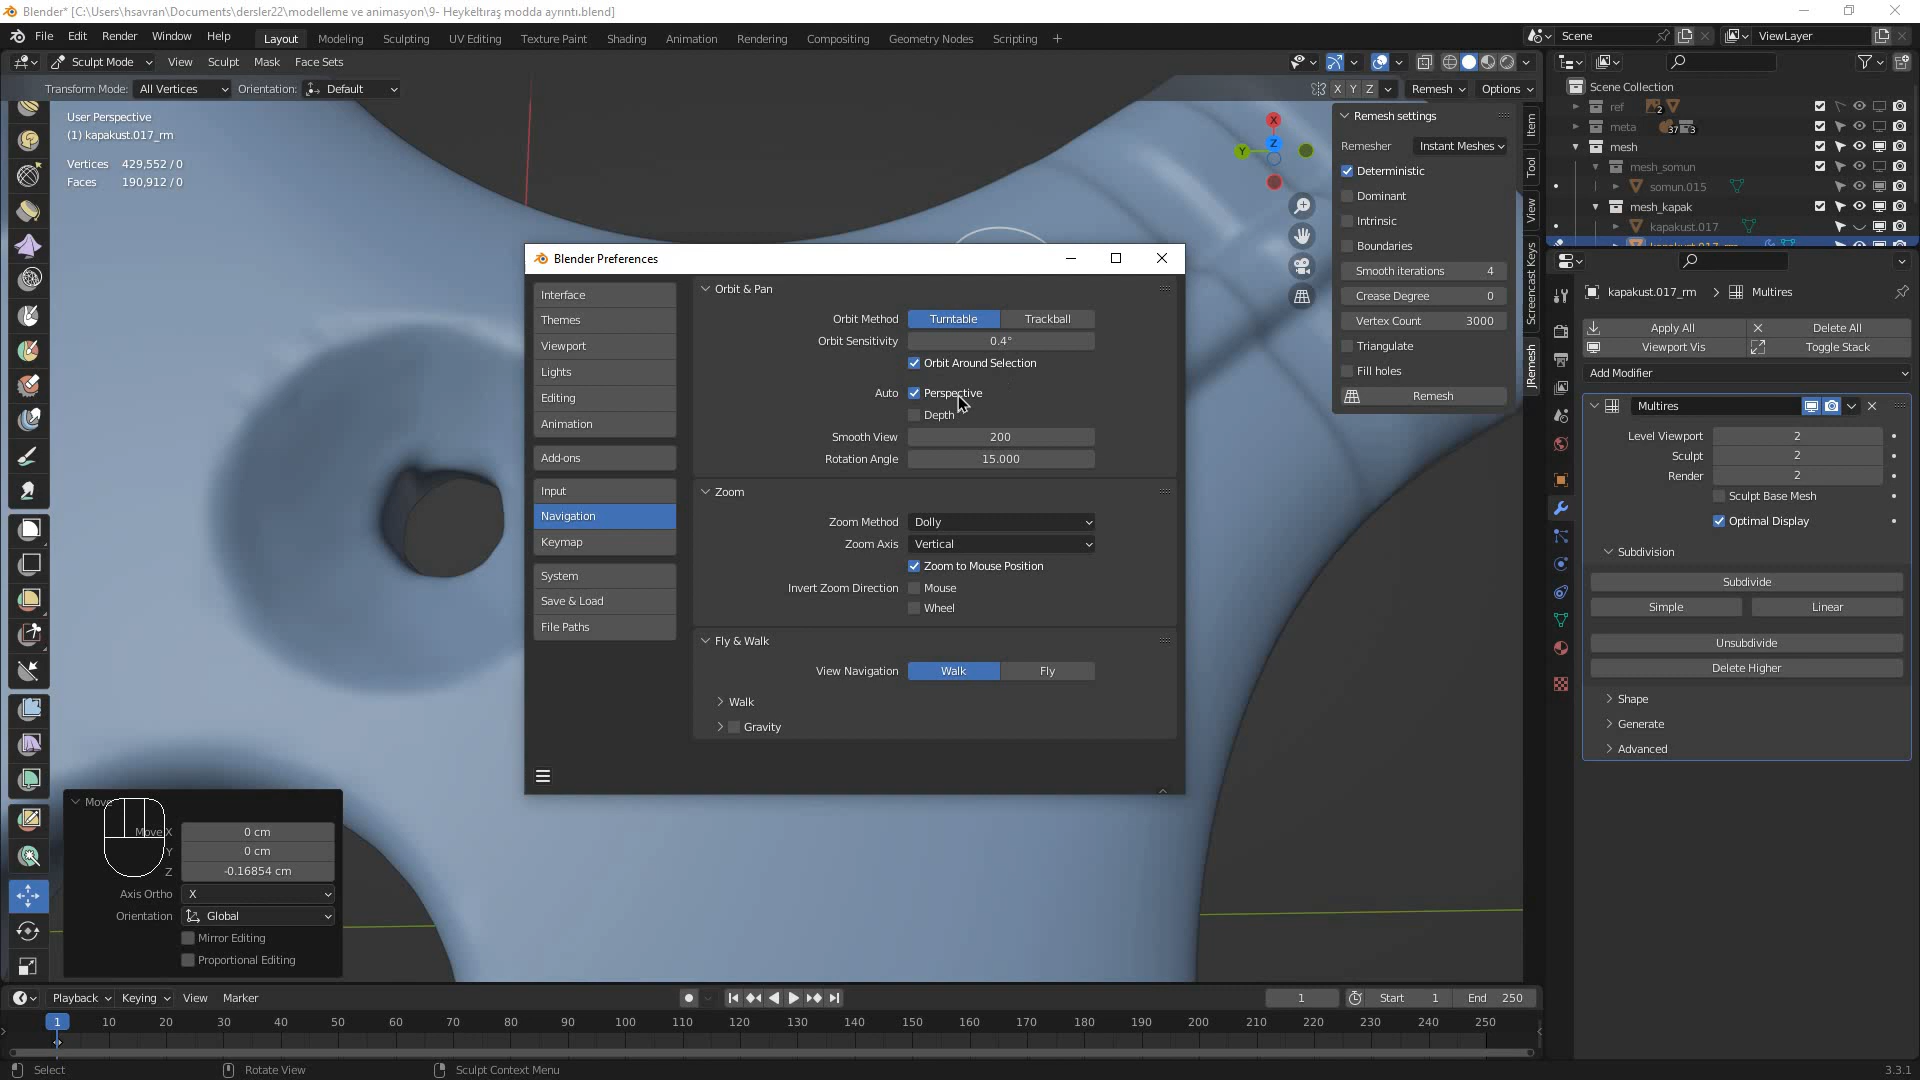 Blender* [C:\Users\hsavran\Documents\dersler22\modelleme ve animasyon\9- Heykeltıraş modda ayrıntı.blend]
File Edit Render Window Help Layout Modeling Sculpting UV Editing Texture Paint Shading Animation Rendering Compositing Geometry Nodes Scripting + Scene ViewLayer
Sculpt Mode View Sculpt Mask Face Sets
Transform Mode: All Vertices Orientation: Default X Y Z Remesh Options
User Perspective
(1) kapakust.017_rm
Vertices 429,552 / 0
Faces 190,912 / 0
X
Y
Z
Remesh settings
Remesher Instant Meshes
Deterministic
Dominant
Intrinsic
Boundaries
Smooth iterations 4
Crease Degree 0
Vertex Count 3000
Triangulate
Fill holes
Remesh
Item
Tool
View
Screencast Keys
JRemesh
Scene Collection
ref 2
meta 37 3
mesh
mesh_somun
somun.015
mesh_kapak
kapakust.017
kapakust.017_rm > Multires
Apply All Delete All
Viewport Vis Toggle Stack
Add Modifier
Multires
Level Viewport 2
Sculpt 2
Render 2
Sculpt Base Mesh
Optimal Display
Subdivision
Subdivide
Simple Linear
Unsubdivide
Delete Higher
Shape
Generate
Advanced
Blender Preferences
Interface
Themes
Viewport
Lights
Editing
Animation
Add-ons
Input
Navigation
Keymap
System
Save & Load
File Paths
Orbit & Pan
Orbit Method Turntable Trackball
Orbit Sensitivity 0.4°
Orbit Around Selection
Auto Perspective
Depth
Smooth View 200
Rotation Angle 15.000
Zoom
Zoom Method Dolly
Zoom Axis Vertical
Zoom to Mouse Position
Invert Zoom Direction Mouse
Wheel
Fly & Walk
View Navigation Walk Fly
Walk
Gravity
Move
Move X 0 cm
Y 0 cm
Z -0.16854 cm
Axis Ortho X
Orientation Global
Mirror Editing
Proportional Editing
Playback Keying View Marker 1 Start 1 End 250
1 10 20 30 40 50 60 70 80 90 100 110 120 130 140 150 160 170 180 190 200 210 220 230 240 250
Select Rotate View Sculpt Context Menu 3.3.1